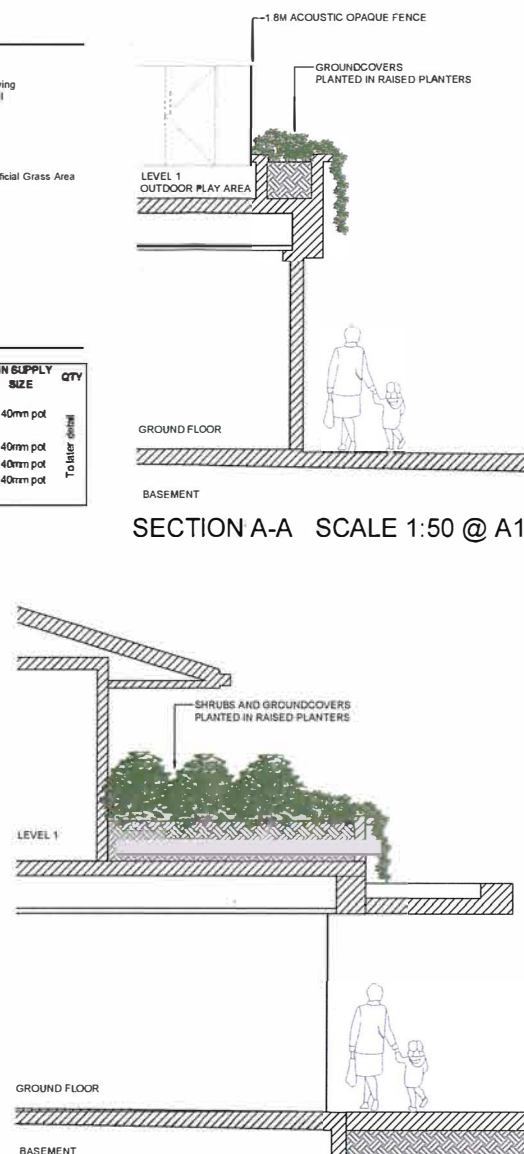 1.8M ACOUSTIC OPAQUE FENCE
GROUNDCOVERS
PLANTED IN RAISED PLANTERS
ficial Grass Area
LEVEL 1
OUTDOOR PLAY AREA
SIZE
QTY
40mm pot
40mm pot
40mm pot
40mm pot
To later detail
GROUND FLOOR
BASEMENT
SECTION A-A SCALE 1:50 @ A1
SHRUBS AND GROUNDCOVERS
PLANTED IN RAISED PLANTERS
LEVEL 1
GROUND FLOOR
BASEMENT